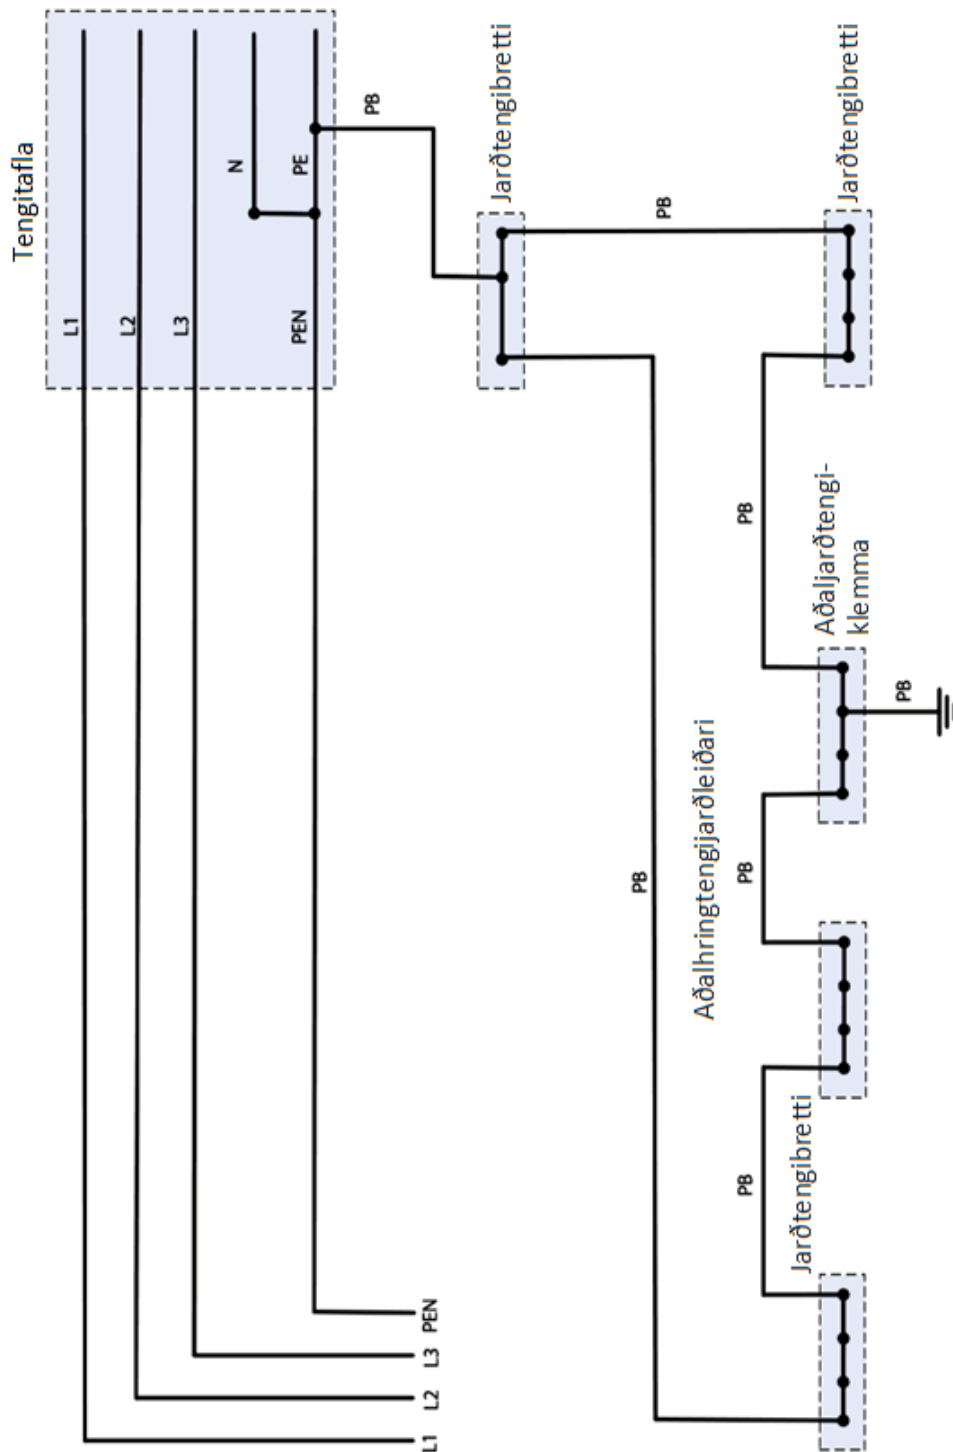 Tengitafla
L1
L2
L3
N
PE
PEN
PB
Jarðtengibretti
PB
Jarðtengibretti
PB
Aðaljarðtengi-
klemma
PB
Aðalhringtengijarðleiðari
PB
PB
Jarðtengibretti
PB
L1
L2
L3
PEN